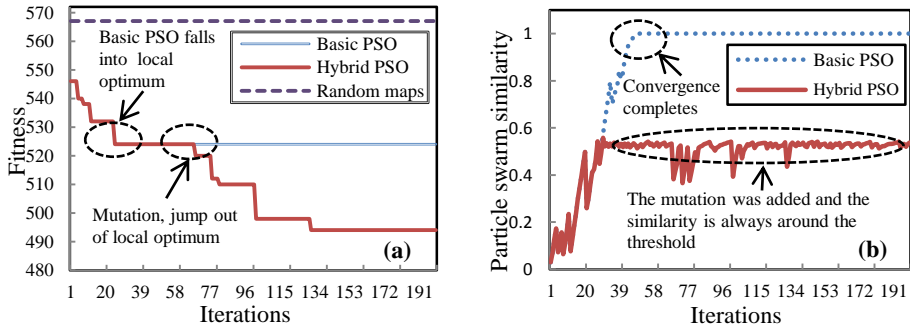 570
560
550
540
530
520
510
500
490
480
Fitness
Basic PSO falls
into local
optimum
Basic PSO
Hybrid PSO
Random maps
Mutation, jump out
of local optimum
(a)
1 20 39 58 77 96 115 134 153 172 191
Iterations
1.2
1
0.8
0.6
0.4
0.2
0
Particle swarm similarity
Basic PSO
Hybrid PSO
Convergence
completes
The mutation was added and the
similarity is always around the
threshold
(b)
1 20 39 58 77 96 115 134 153 172 191
Iterations